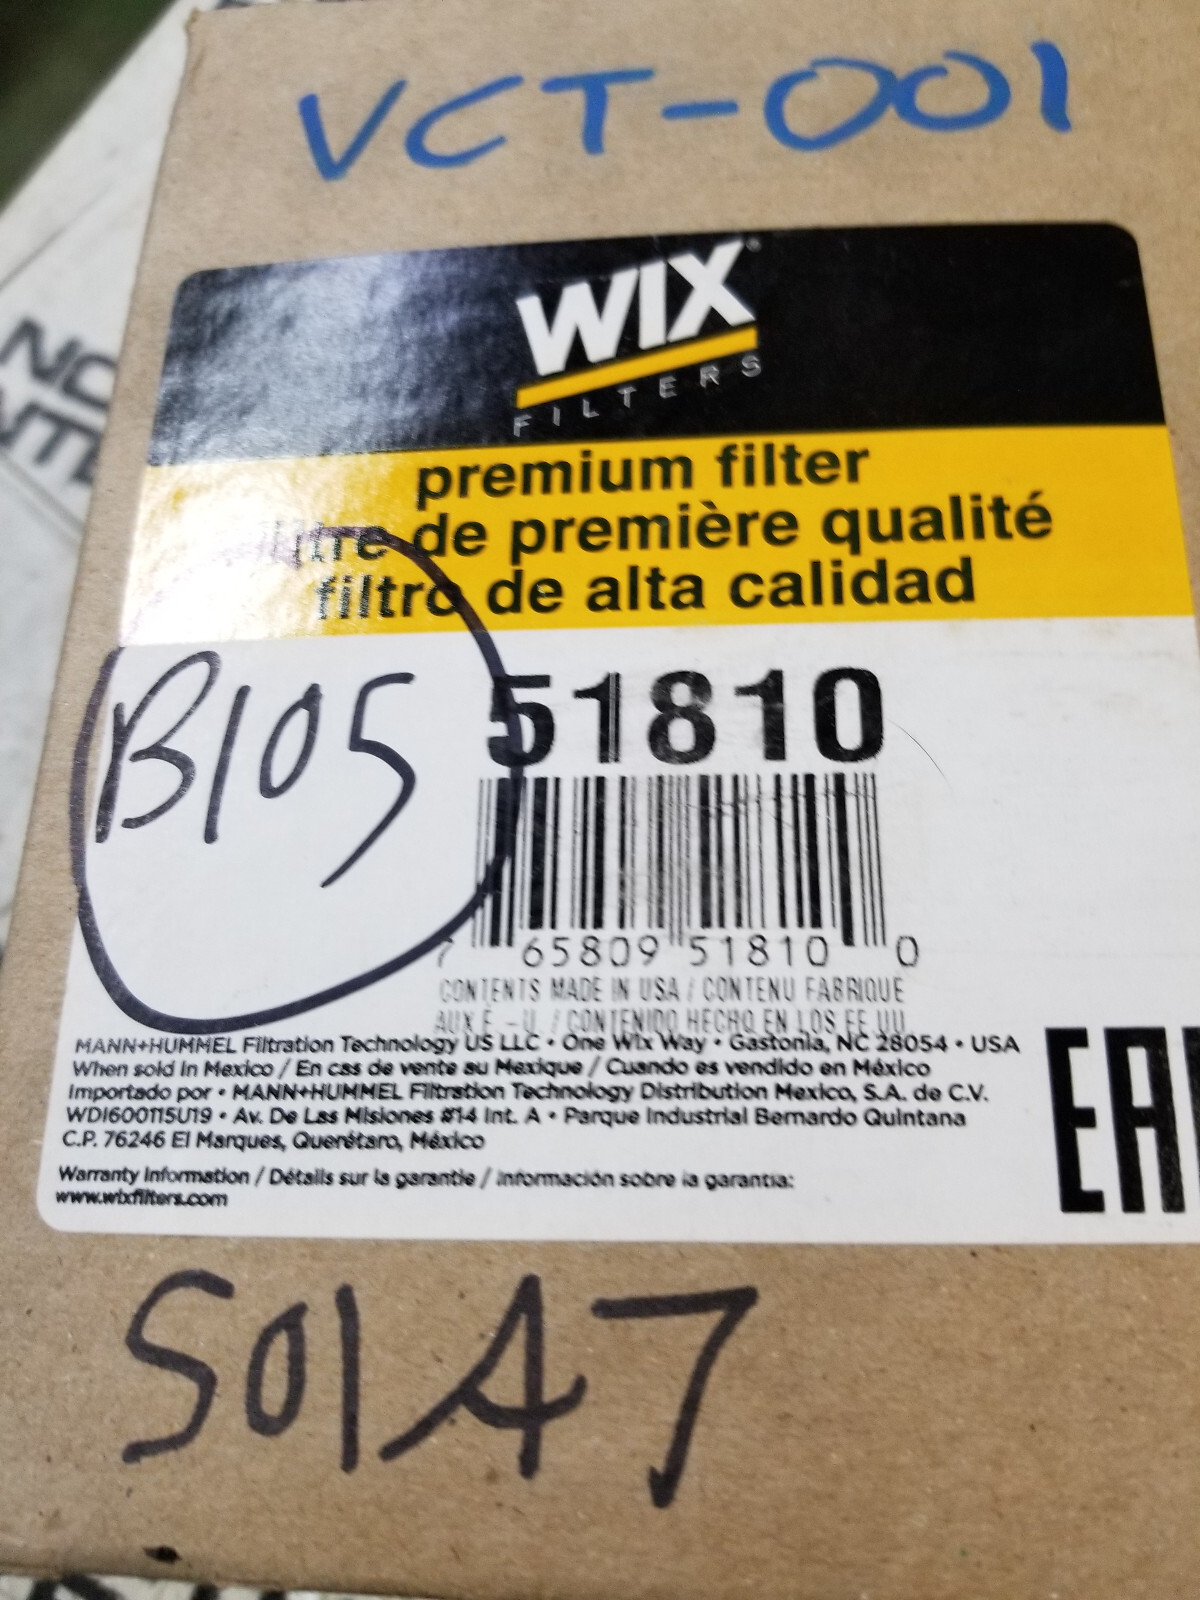 VCT-001
WIX
FILTERS
premium filter
filtre de première qualité
filtro de alta calidad
B105
51810
7 65809 51810 0
CONTENTS MADE IN USA / CONTENU FABRIQUE
AUX E.-U. / CONTENIDO HECHO EN LOS EE.UU.
MANN+HUMMEL Filtration Technology US LLC • One Wix Way • Gastonia, NC 28054 • USA
When sold in Mexico / En cas de vente au Mexique / Cuando es vendido en México
Importado por • MANN+HUMMEL Filtration Technology Distribution Mexico, S.A. de C.V.
WDI600115U19 • Av. De Las Misiones #14 Int. A • Parque Industrial Bernardo Quintana
C.P. 76246 El Marques, Querétaro, México
Warranty Information / Détails sur la garantie / Información sobre la garantía:
www.wixfilters.com
S01A7